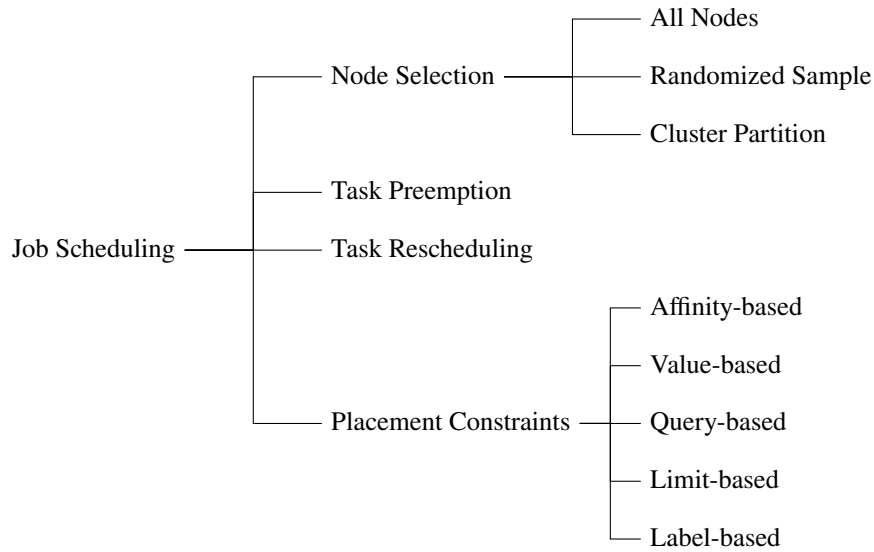 Job Scheduling
Node Selection
All Nodes
Randomized Sample
Cluster Partition
Task Preemption
Task Rescheduling
Placement Constraints
Affinity-based
Value-based
Query-based
Limit-based
Label-based